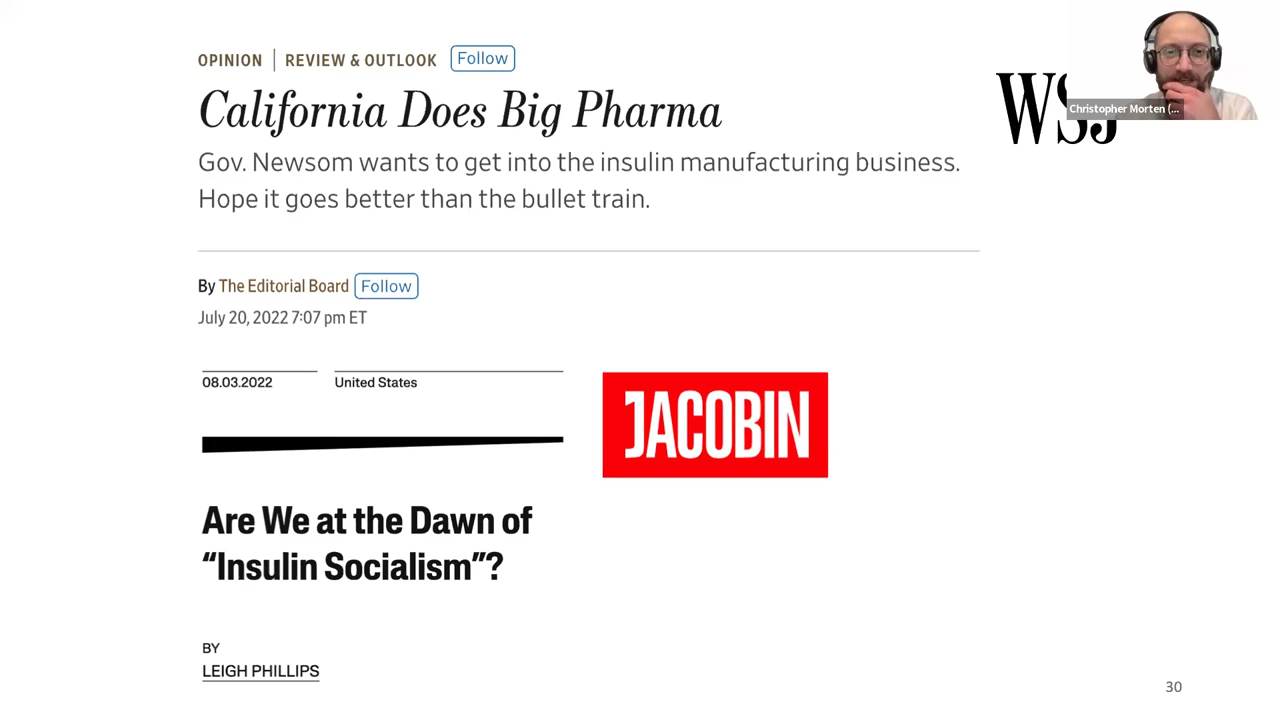 OPINION | REVIEW & OUTLOOK Follow
California Does Big Pharma
Gov. Newsom wants to get into the insulin manufacturing business.
Hope it goes better than the bullet train.
By The Editorial Board Follow
July 20, 2022 7:07 pm ET
WSJ
Christopher Morten (...
08.03.2022 United States
JACOBIN
Are We at the Dawn of
“Insulin Socialism”?
BY
LEIGH PHILLIPS
30